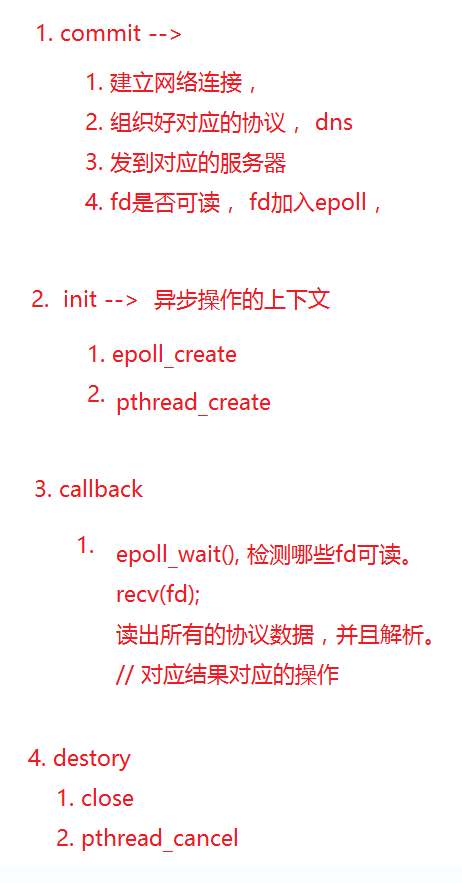 1. commit -->
1. 建立网络连接，
2. 组织好对应的协议， dns
3. 发到对应的服务器
4. fd是否可读， fd加入epoll，
2. init --> 异步操作的上下文
1. epoll_create
2. pthread_create
3. callback
1. epoll_wait(), 检测哪些fd可读。
recv(fd);
读出所有的协议数据，并且解析。
// 对应结果对应的操作
4. destory
1. close
2. pthread_cancel